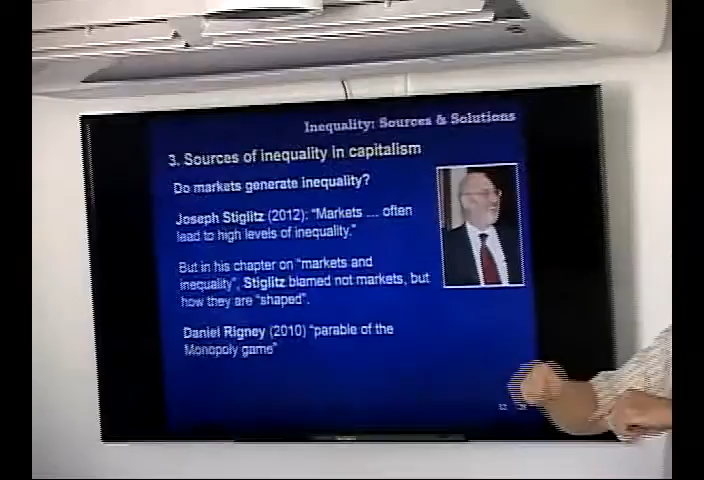 Inequality: Sources & Solutions
3. Sources of inequality in capitalism
Do markets generate inequality?
Joseph Stiglitz (2012): "Markets ... often
lead to high levels of inequality."
But in his chapter on "markets and
inequality", Stiglitz blamed not markets, but
how they are "shaped".
Daniel Rigney (2010) "parable of the
Monopoly game"